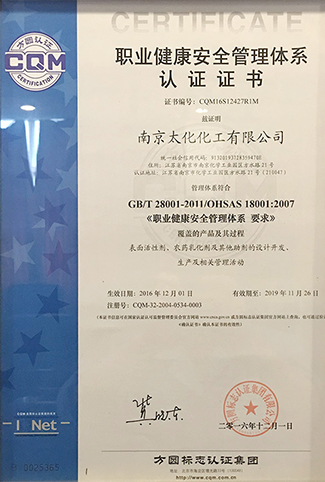 CERTIFICATE
方圆认证
CQM
CERTIFICATION
职业健康安全管理体系
认证证书
证书编号：CQM16S12427R1M
兹证明
南京太化化工有限公司
管理体系符合
GB/T 28001-2011/OHSAS 18001:2007
《职业健康安全管理体系 要求》
覆盖的产品及其过程
表面活性剂、农药乳化剂及其他助剂的设计开发、
生产及相关管理活动
生效日期：2016 年 12 月 01 日
有效期至：2019 年 11 月 26 日
注册号：CQM-32-2004-0534-0003
二〇一六年十二月一日
Net
0025365
方圆标志认证集团
http://www.cqm.com.cn